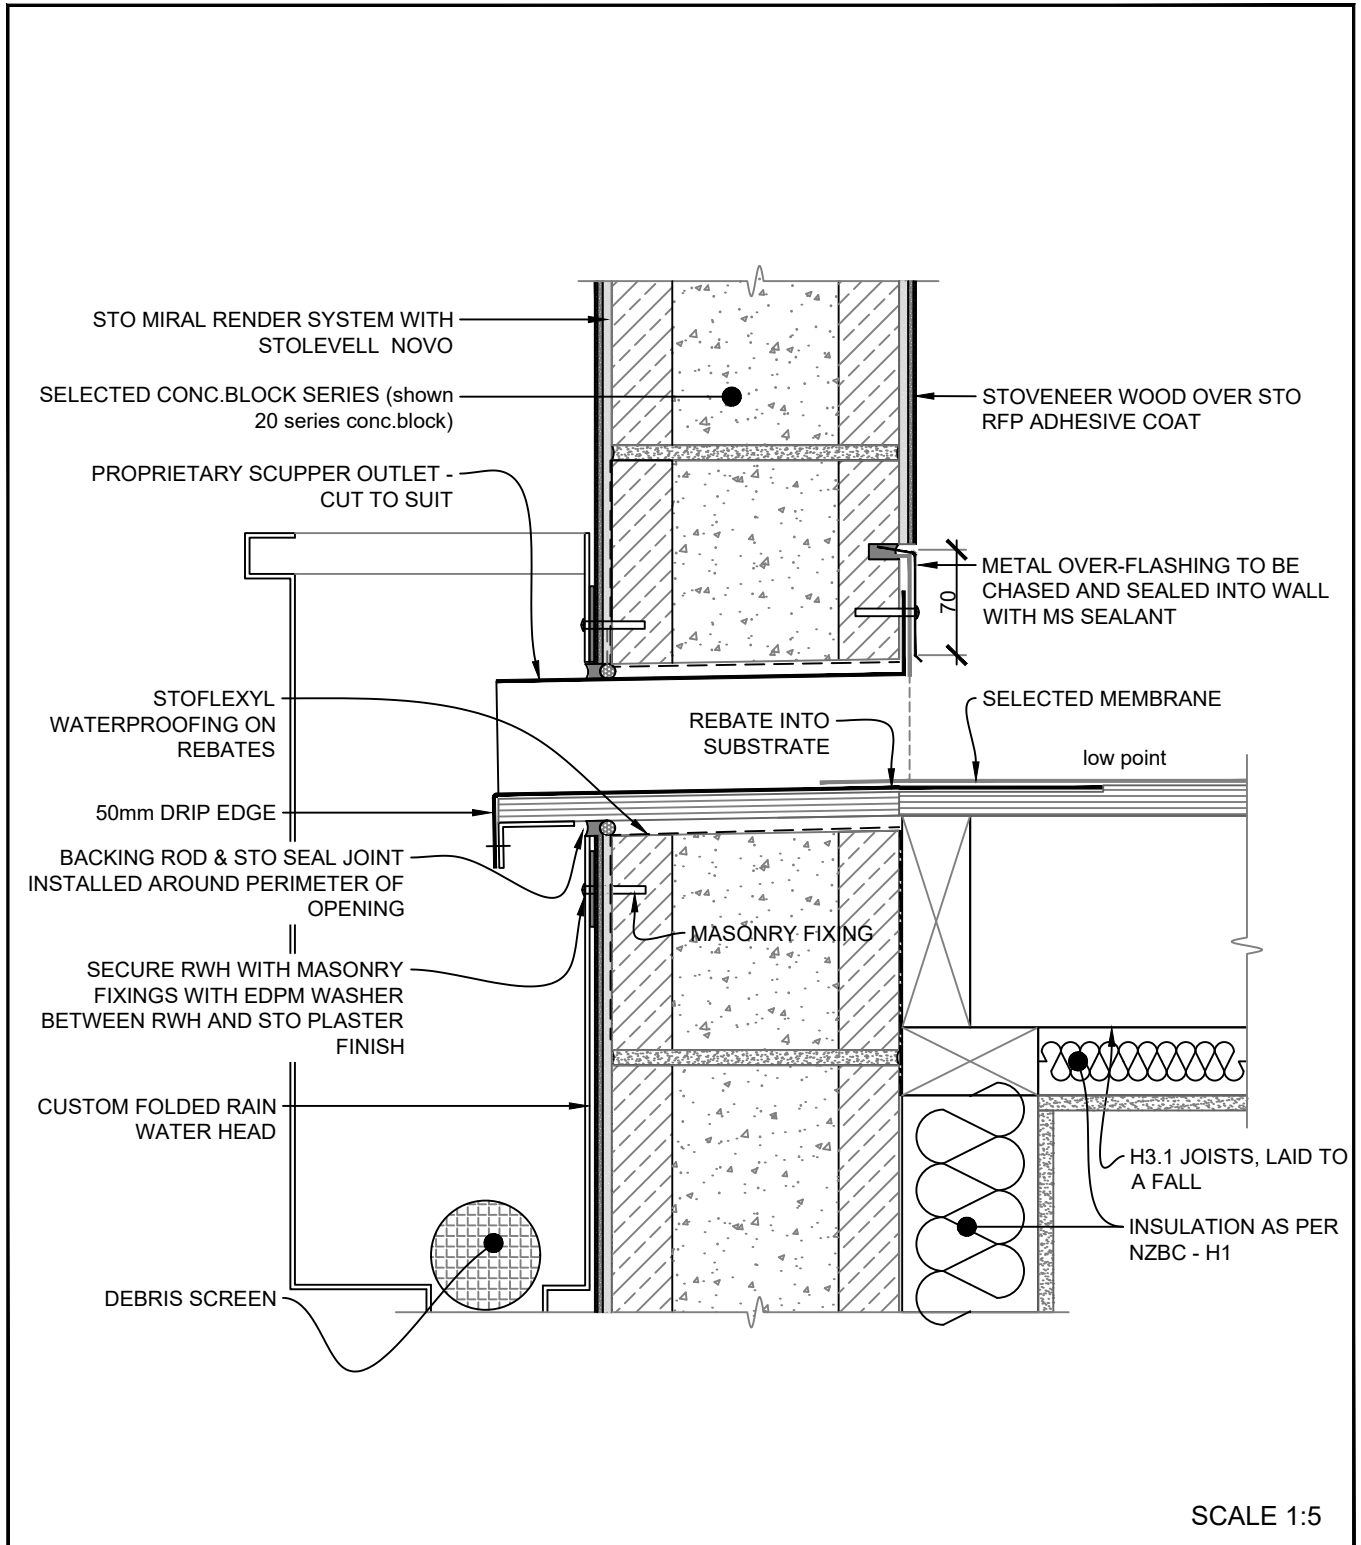 STO MIRAL RENDER SYSTEM WITH
STOLEVELL NOVO
SELECTED CONC.BLOCK SERIES (shown
20 series conc.block)
PROPRIETARY SCUPPER OUTLET -
CUT TO SUIT
STOVENEER WOOD OVER STO
RFP ADHESIVE COAT
METAL OVER-FLASHING TO BE
CHASED AND SEALED INTO WALL
WITH MS SEALANT
70
STOFLEXYL
WATERPROOFING ON
REBATES
REBATE INTO
SUBSTRATE
SELECTED MEMBRANE
low point
50mm DRIP EDGE
BACKING ROD & STO SEAL JOINT
INSTALLED AROUND PERIMETER OF
OPENING
MASONRY FIXING
SECURE RWH WITH MASONRY
FIXINGS WITH EDPM WASHER
BETWEEN RWH AND STO PLASTER
FINISH
CUSTOM FOLDED RAIN
WATER HEAD
H3.1 JOISTS, LAID TO
A FALL
INSULATION AS PER
NZBC - H1
DEBRIS SCREEN
SCALE 1:5